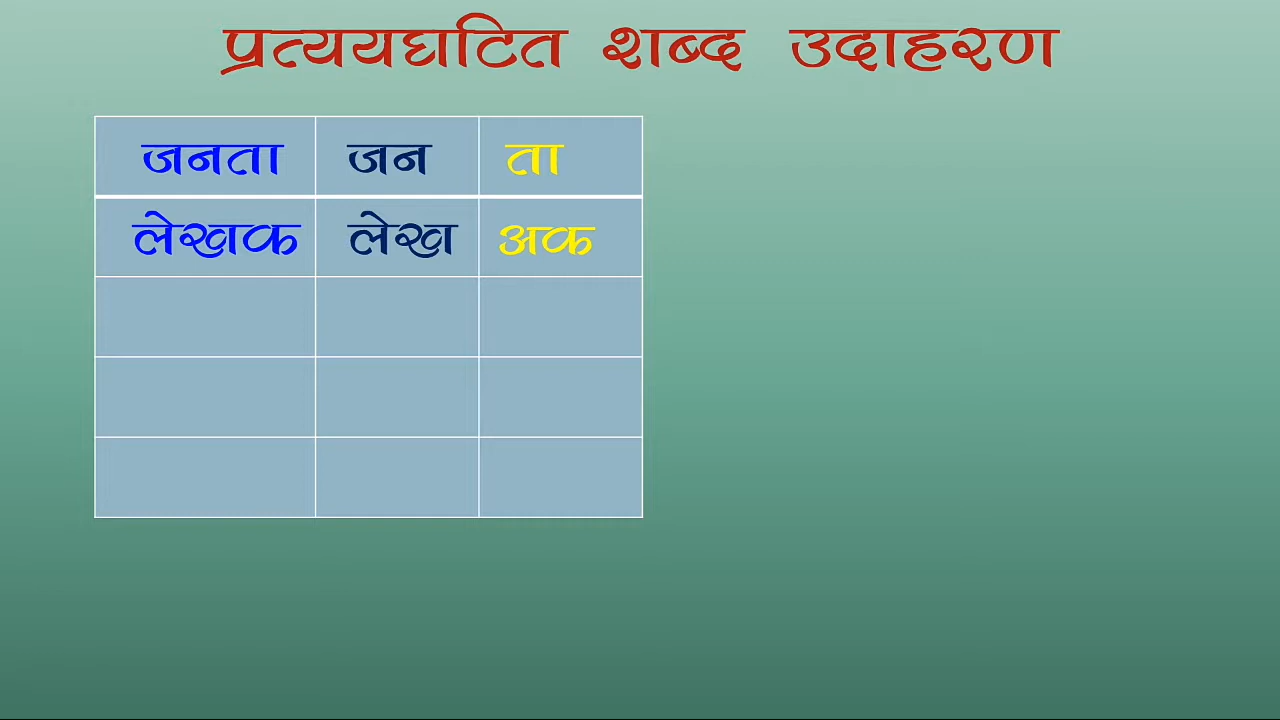 प्रत्ययघटित शब्द उदाहरण
जनता जन ता
लेखक लेख अक